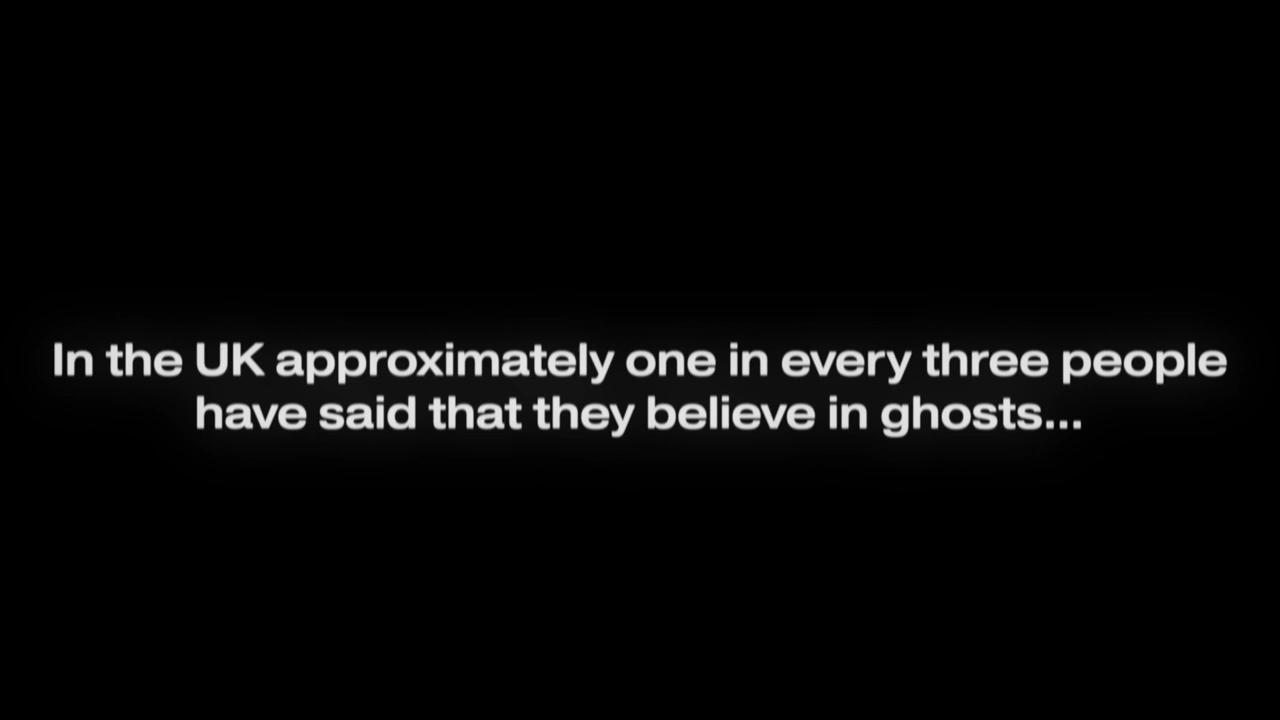 In the UK approximately one in every three people
have said that they believe in ghosts...